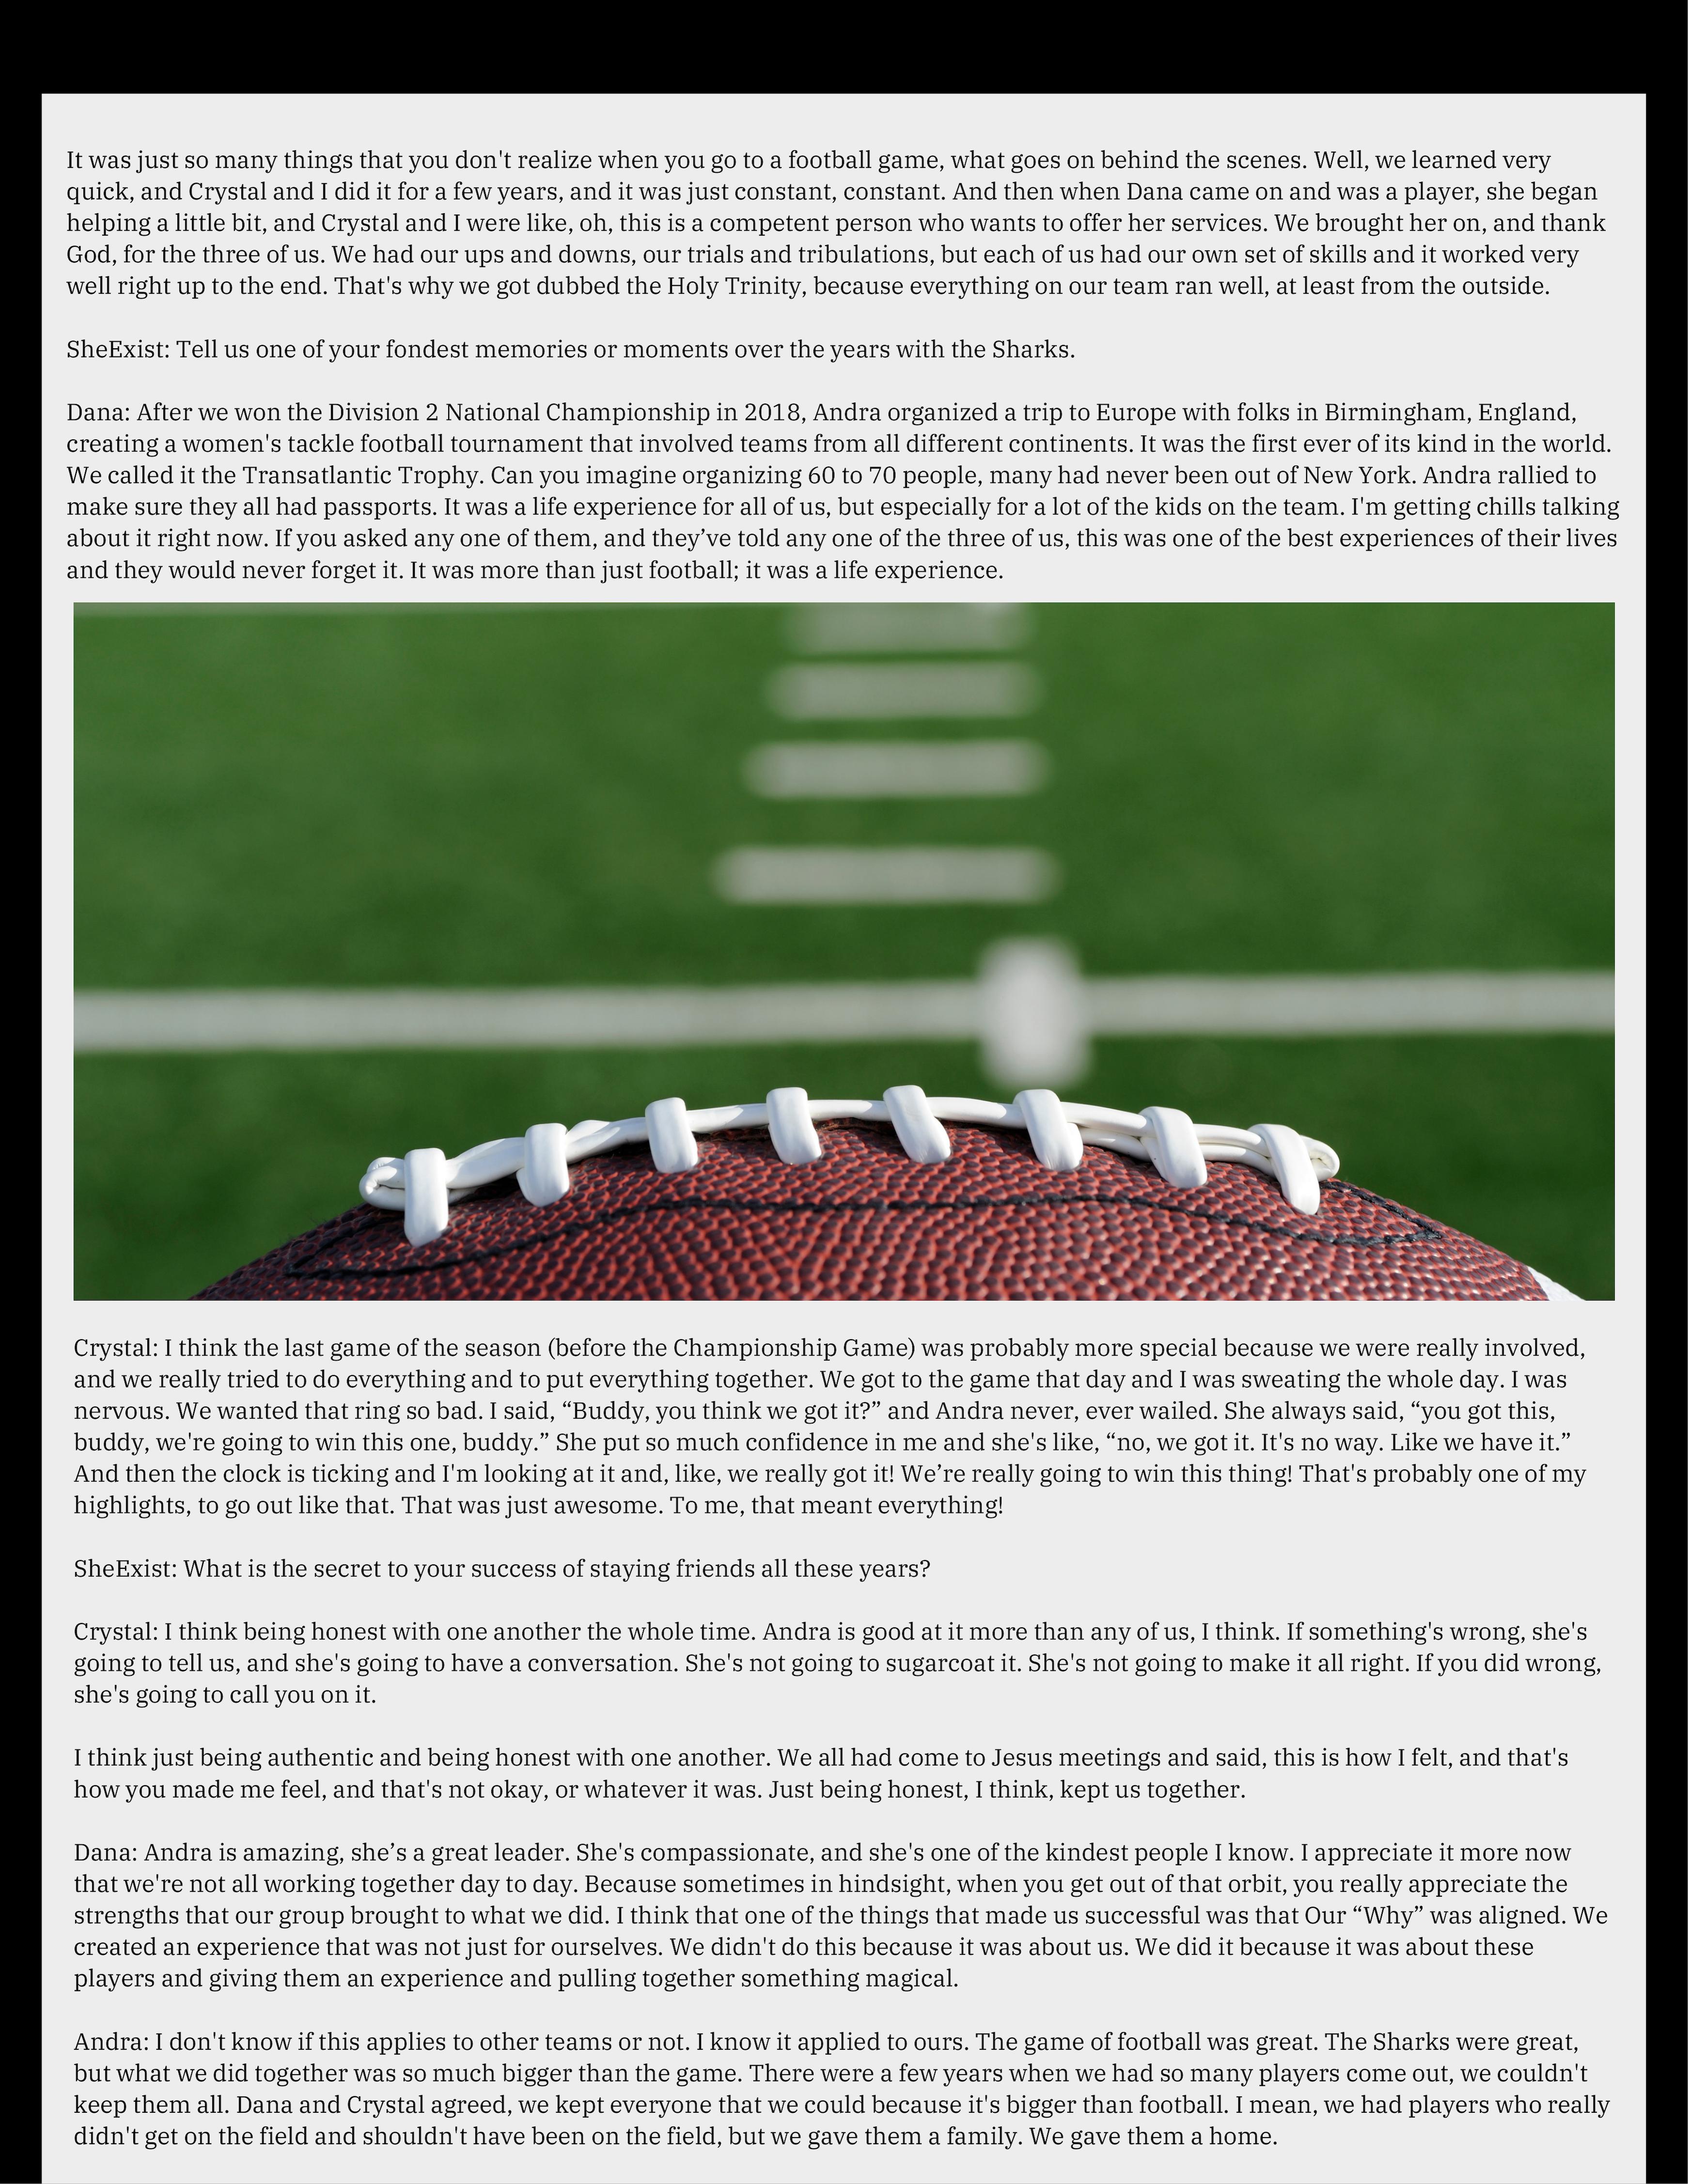 It was just so many things that you don't realize when you go to a football game, what goes on behind the scenes. Well, we learned very
quick, and Crystal and I did it for a few years, and it was just constant, constant. And then when Dana came on and was a player, she began
helping a little bit, and Crystal and I were like, oh, this is a competent person who wants to offer her services. We brought her on, and thank
God, for the three of us. We had our ups and downs, our trials and tribulations, but each of us had our own set of skills and it worked very
well right up to the end. That's why we got dubbed the Holy Trinity, because everything on our team ran well, at least from the outside.
SheExist: Tell us one of your fondest memories or moments over the years with the Sharks.
Dana: After we won the Division 2 National Championship in 2018, Andra organized a trip to Europe with folks in Birmingham, England,
creating a women's tackle football tournament that involved teams from all different continents. It was the first ever of its kind in the world.
We called it the Transatlantic Trophy. Can you imagine organizing 60 to 70 people, many had never been out of New York. Andra rallied to
make sure they all had passports. It was a life experience for all of us, but especially for a lot of the kids on the team. I'm getting chills talking
about it right now. If you asked any one of them, and they’ve told any one of the three of us, this was one of the best experiences of their lives
and they would never forget it. It was more than just football; it was a life experience.
Crystal: I think the last game of the season (before the Championship Game) was probably more special because we were really involved,
and we really tried to do everything and to put everything together. We got to the game that day and I was sweating the whole day. I was
nervous. We wanted that ring so bad. I said, “Buddy, you think we got it?” and Andra never, ever wailed. She always said, “you got this,
buddy, we're going to win this one, buddy.” She put so much confidence in me and she's like, “no, we got it. It's no way. Like we have it.”
And then the clock is ticking and I'm looking at it and, like, we really got it! We’re really going to win this thing! That's probably one of my
highlights, to go out like that. That was just awesome. To me, that meant everything!
SheExist: What is the secret to your success of staying friends all these years?
Crystal: I think being honest with one another the whole time. Andra is good at it more than any of us, I think. If something's wrong, she's
going to tell us, and she's going to have a conversation. She's not going to sugarcoat it. She's not going to make it all right. If you did wrong,
she's going to call you on it.
I think just being authentic and being honest with one another. We all had come to Jesus meetings and said, this is how I felt, and that's
how you made me feel, and that's not okay, or whatever it was. Just being honest, I think, kept us together.
Dana: Andra is amazing, she’s a great leader. She's compassionate, and she's one of the kindest people I know. I appreciate it more now
that we're not all working together day to day. Because sometimes in hindsight, when you get out of that orbit, you really appreciate the
strengths that our group brought to what we did. I think that one of the things that made us successful was that Our “Why” was aligned. We
created an experience that was not just for ourselves. We didn't do this because it was about us. We did it because it was about these
players and giving them an experience and pulling together something magical.
Andra: I don't know if this applies to other teams or not. I know it applied to ours. The game of football was great. The Sharks were great,
but what we did together was so much bigger than the game. There were a few years when we had so many players come out, we couldn't
keep them all. Dana and Crystal agreed, we kept everyone that we could because it's bigger than football. I mean, we had players who really
didn't get on the field and shouldn't have been on the field, but we gave them a family. We gave them a home.